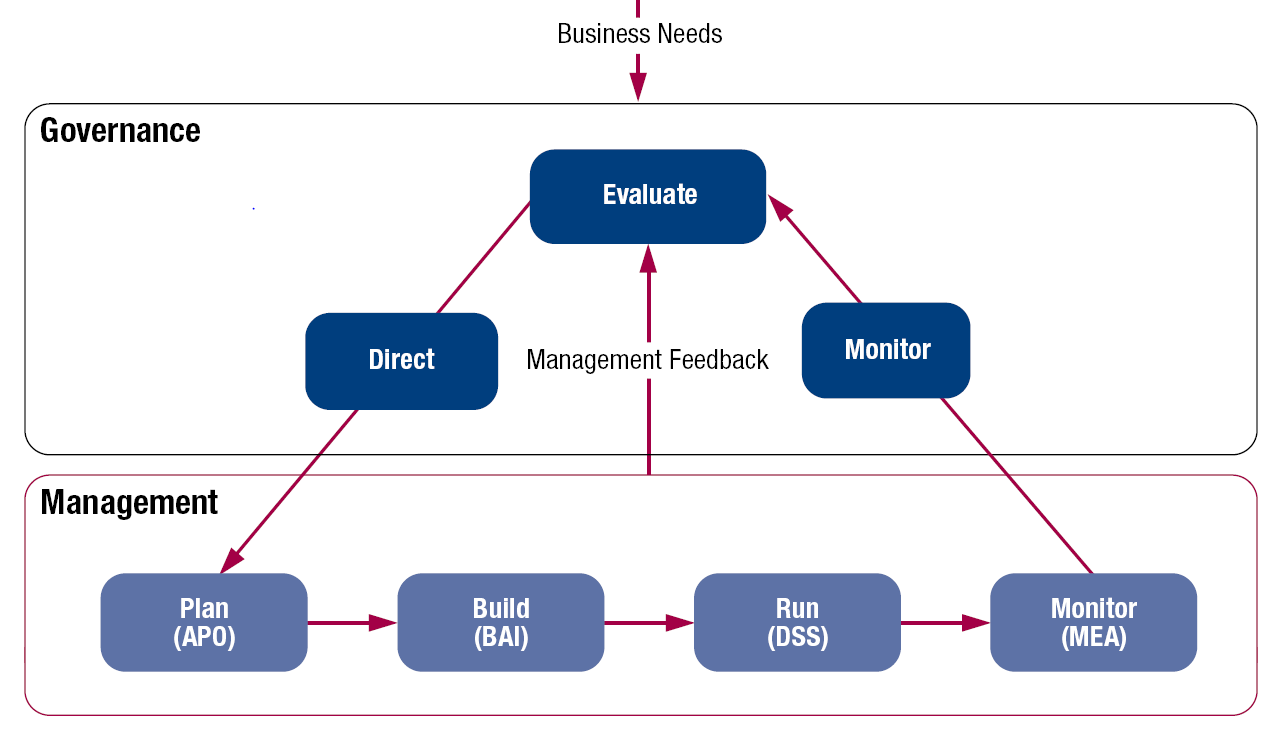 Business Needs
Governance
Evaluate
Direct
Management Feedback
Monitor
Management
Plan
(APO)
Build
(BAI)
Run
(DSS)
Monitor
(MEA)